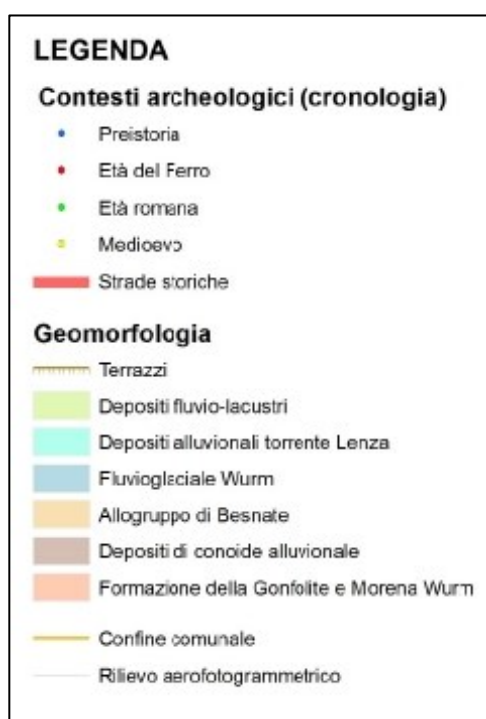 LEGENDA
Contesti archeologici (cronologia)
Preistoria
Età del Ferro
Età romana
Medioevo
Strade storiche
Geomorfologia
Terrazzi
Depositi fluvio-lacustri
Depositi alluvionali torrente Lenza
Fluvioglaciale Wurm
Allogruppo di Besnate
Depositi di conoide alluvionale
Formazione della Gonfolite e Morena Wurm
Confine comunale
Rilievo aerofotogrammetrico